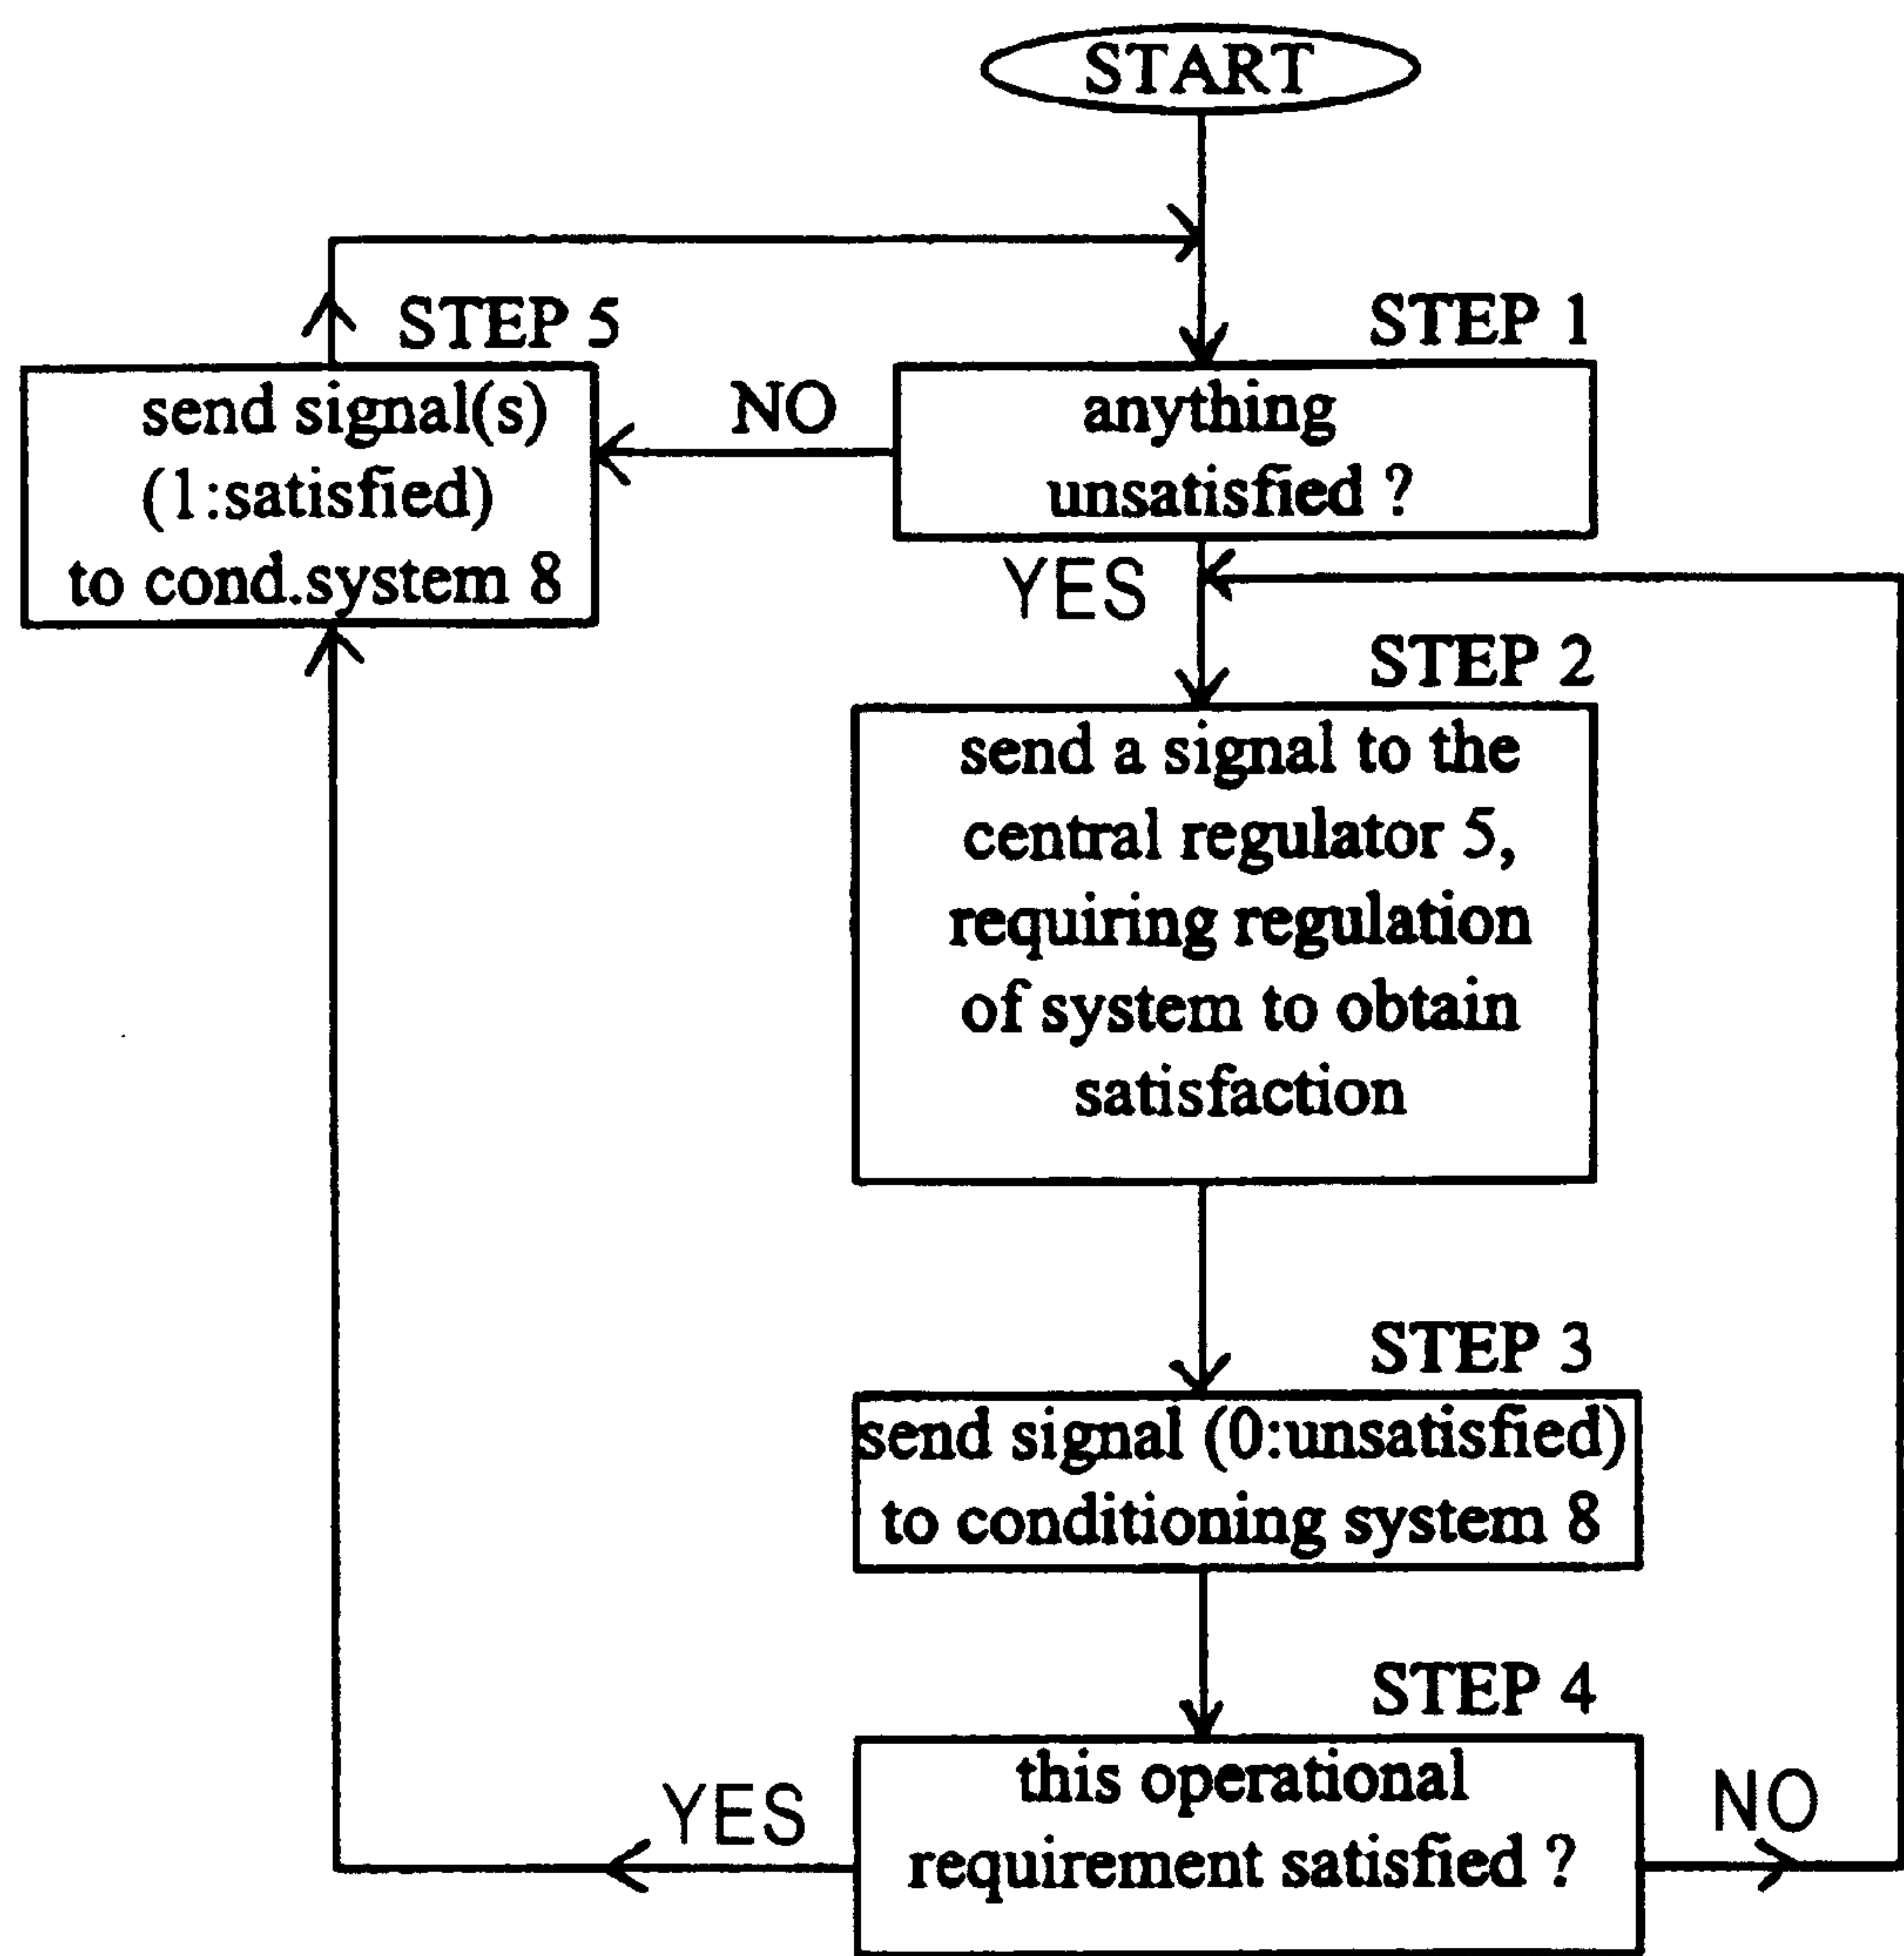 START
STEP 5
STEP 1
send signal(s)
(1:satisfied)
to cond.system 8
NO
anything
unsatisfied ?
YES
STEP 2
send a signal to the
central regulator 5,
requiring regulation
of system to obtain
satisfaction
STEP 3
send signal (0:unsatisfied)
to conditioning system 8
STEP 4
this operational
requirement satisfied ?
YES
NO